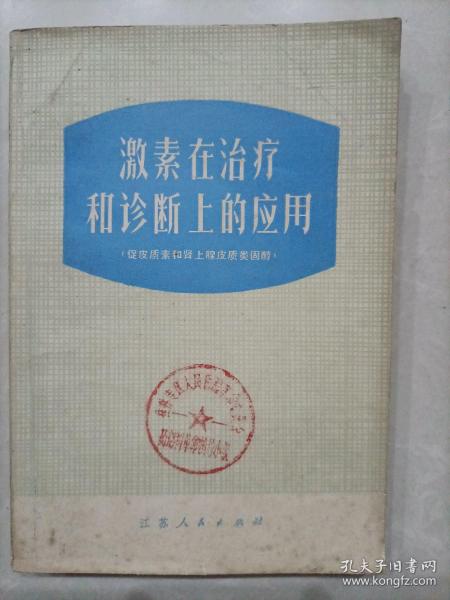 激素在治疗
和诊断上的应用
（促皮质素和肾上腺皮质类固醇）
江苏人民出版社
孔夫子旧书网
www.kongfz.com